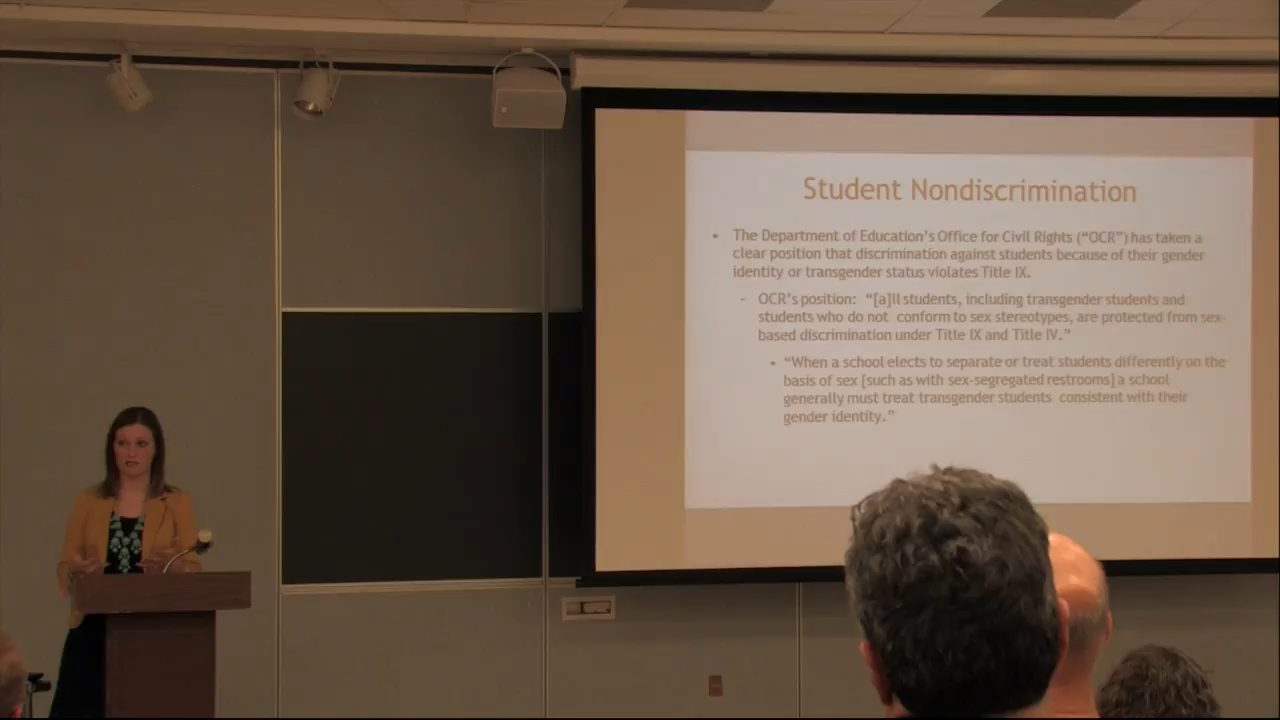 Student Nondiscrimination
• The Department of Education's Office for Civil Rights ("OCR") has taken a
clear position that discrimination against students because of their gender
identity or transgender status violates Title IX.
– OCR's position: "[a]ll students, including transgender students and
students who do not conform to sex stereotypes, are protected from sex-
based discrimination under Title IX and Title IV."
• "When a school elects to separate or treat students differently on the
basis of sex [such as with sex-segregated restrooms] a school
generally must treat transgender students consistent with their
gender identity."